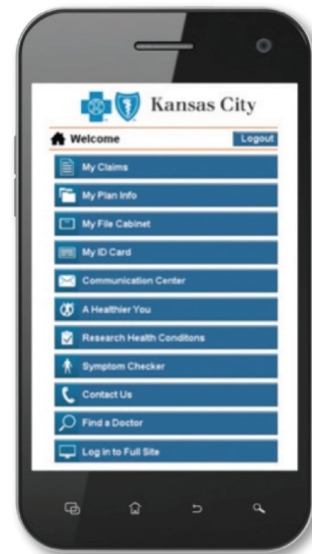 Kansas City
Welcome
Logout
My Claims
My Plan Info
My File Cabinet
My ID Card
Communication Center
A Healthier You
Research Health Conditons
Symptom Checker
Contact Us
Find a Doctor
Log in to Full Site